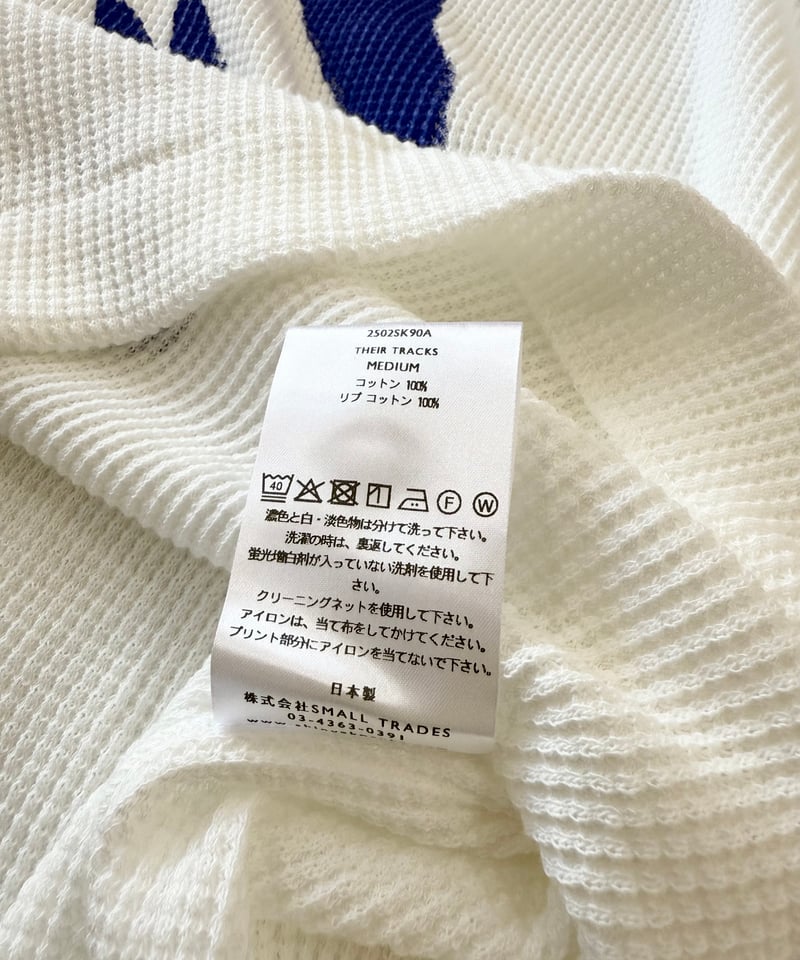 2502SK90A
THEIR TRACKS
MEDIUM
コットン 100%
リブ コットン 100%
40
F
W
濃色と白・淡色物は分けて洗って下さい。
洗濯の時は、裏返してください。
蛍光増白剤が入っていない洗剤を使用して下
さい。
クリーニングネットを使用して下さい。
アイロンは、当て布をしてかけてください。
プリント部分にアイロンを当てないで下さい。
日本製
株式会社SMALL TRADES
03-4363-0391